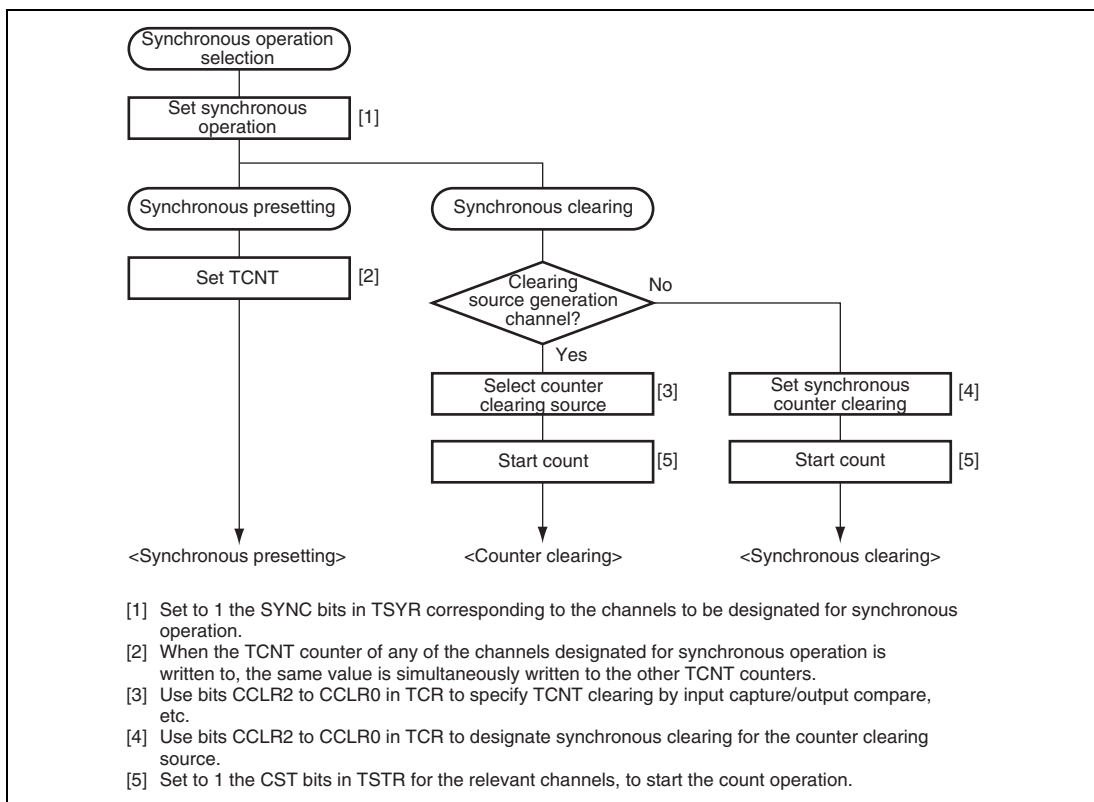 Synchronous operation
selection
Set synchronous
operation
[1]
Synchronous presetting
Synchronous clearing
Set TCNT
[2]
Clearing
source generation
channel?
No
Yes
Select counter
clearing source
[3]
Set synchronous
counter clearing
[4]
Start count
[5]
Start count
[5]
<Synchronous presetting>
<Counter clearing>
<Synchronous clearing>
[1] Set to 1 the SYNC bits in TSYR corresponding to the channels to be designated for synchronous
operation.
[2] When the TCNT counter of any of the channels designated for synchronous operation is
written to, the same value is simultaneously written to the other TCNT counters.
[3] Use bits CCLR2 to CCLR0 in TCR to specify TCNT clearing by input capture/output compare,
etc.
[4] Use bits CCLR2 to CCLR0 in TCR to designate synchronous clearing for the counter clearing
source.
[5] Set to 1 the CST bits in TSTR for the relevant channels, to start the count operation.